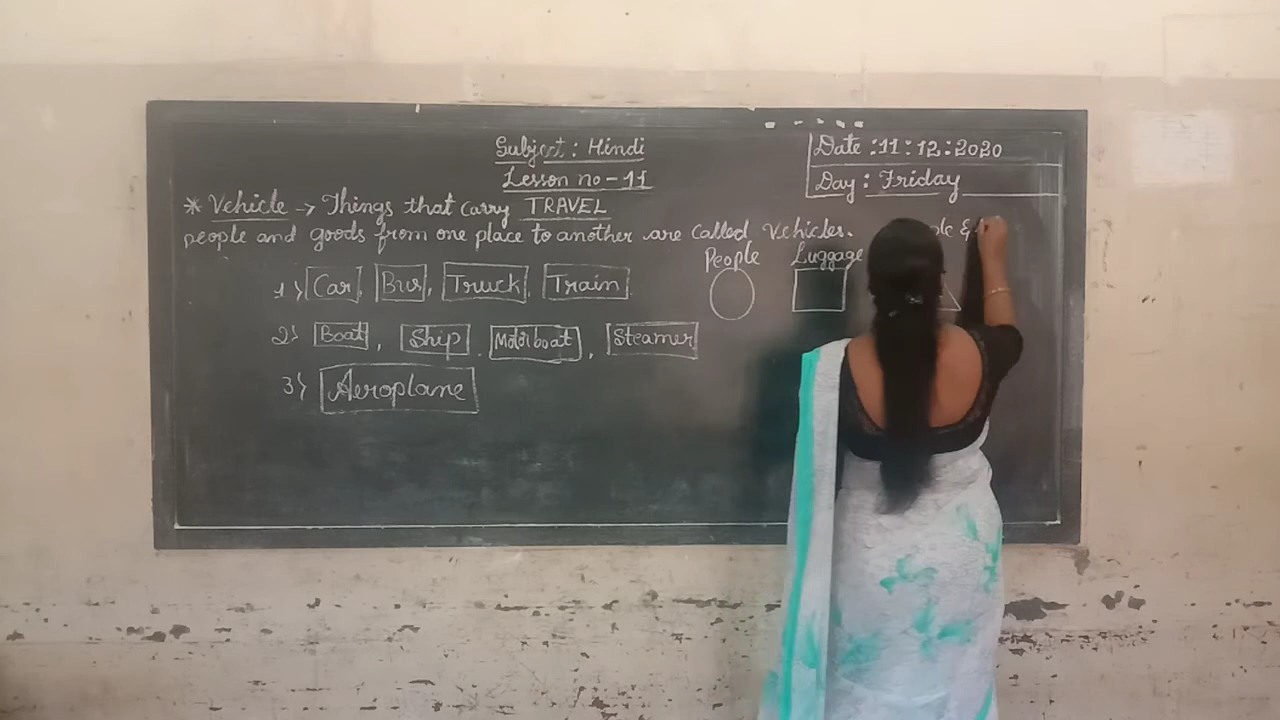 Subject : Hindi
Lesson no - 11
Date : 11 : 12 : 2020
Day : Friday
* Vehicle → Things that carry TRAVEL
people and goods from one place to another are called Vehicles.
People Luggage
1) Car, Bus, Truck, Train
2) Boat, Ship, Motorboat, Steamer
3) Aeroplane